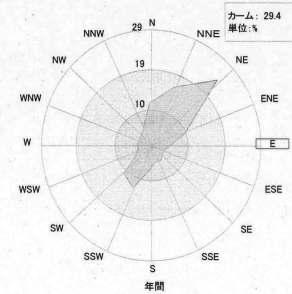 カーム: 29.4
単位: %
N
29
NNW
NNE
NW
19
NE
WNW
10
ENE
W
E
WSW
ESE
SW
SE
SSW
SSE
S
年間